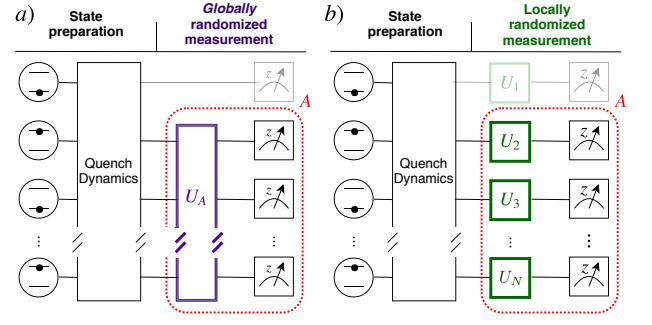 a)
State
preparation
Globally
randomized
measurement
Quench
Dynamics
U_A
z
z
z
z
A
...
...
b)
State
preparation
Locally
randomized
measurement
Quench
Dynamics
U_1
U_2
U_3
...
U_N
z
z
z
z
A
...
...